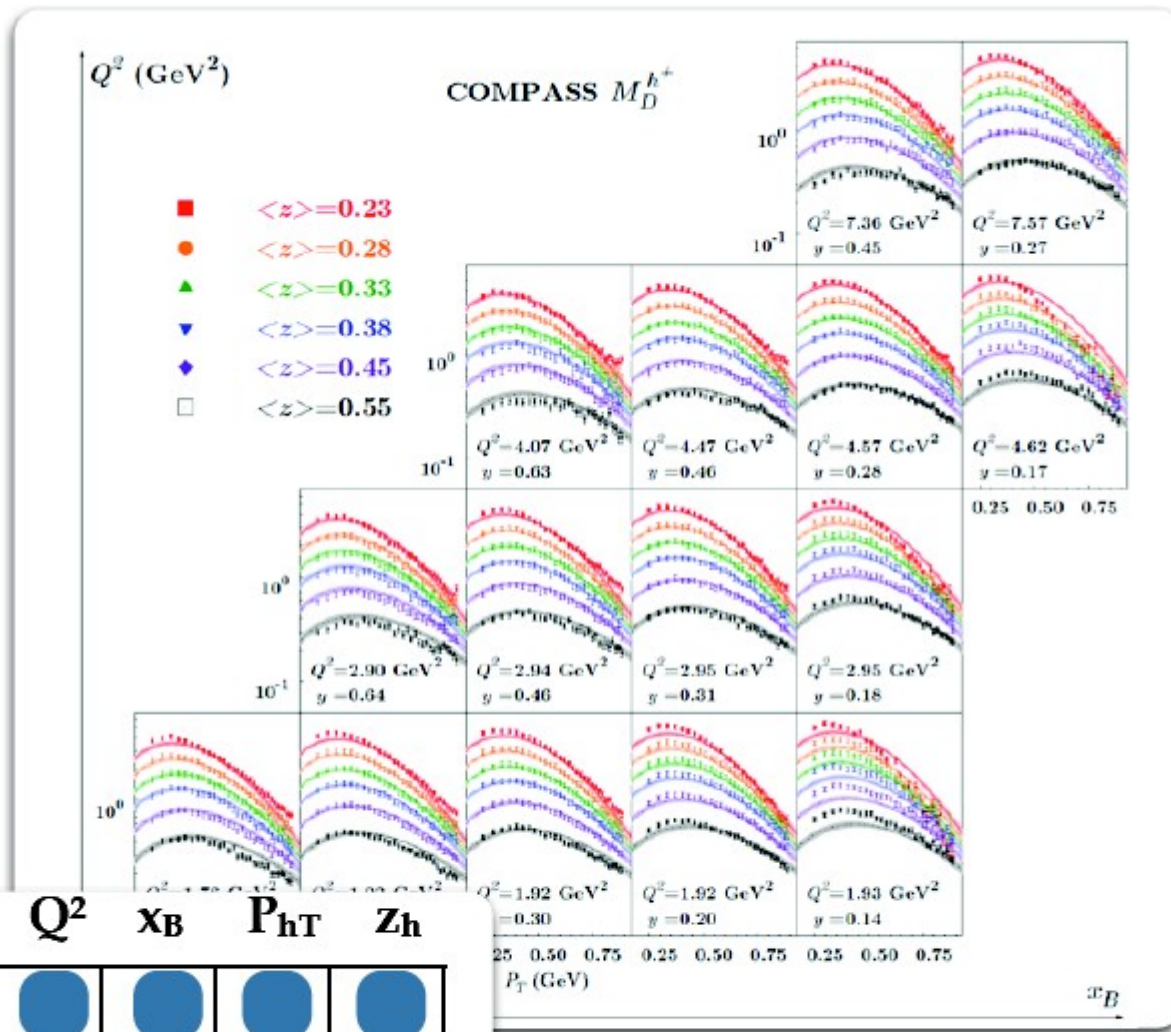 Q² (GeV²)
COMPASS M_D^{h+}
<z>=0.23
<z>=0.28
<z>=0.33
<z>=0.38
<z>=0.45
<z>=0.55
10⁰
10⁻¹
Q²=7.36 GeV²
y =0.45
Q²=7.57 GeV²
y =0.27
10⁰
10⁻¹
Q²=4.07 GeV²
y =0.63
Q²=4.47 GeV²
y =0.46
Q²=4.57 GeV²
y =0.28
Q²=4.62 GeV²
y =0.17
0.25 0.50 0.75
10⁰
10⁻¹
Q²=2.90 GeV²
y =0.64
Q²=2.94 GeV²
y =0.46
Q²=2.95 GeV²
y =0.31
Q²=2.95 GeV²
y =0.18
10⁰
Q²=1.92 GeV²
0.30
Q²=1.92 GeV²
y =0.20
Q²=1.93 GeV²
y =0.14
25 0.50 0.75 0.25 0.50 0.75 0.25 0.50 0.75
P_T (GeV)
x_B
Q² x_B P_hT z_h